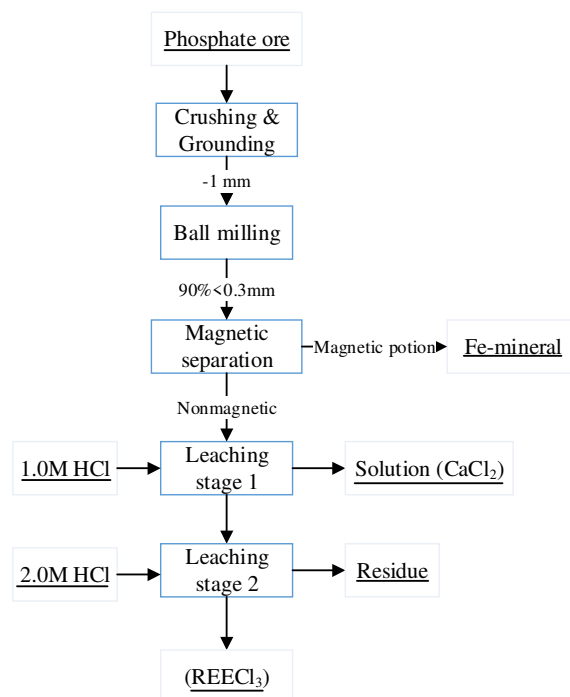 Phosphate ore
Crushing &
Grounding
-1 mm
Ball milling
90%<0.3mm
Magnetic
separation
Magnetic potion
Fe-mineral
Nonmagnetic
1.0M HCl
Leaching
stage 1
Solution (CaCl₂)
2.0M HCl
Leaching
stage 2
Residue
(REECl₃)